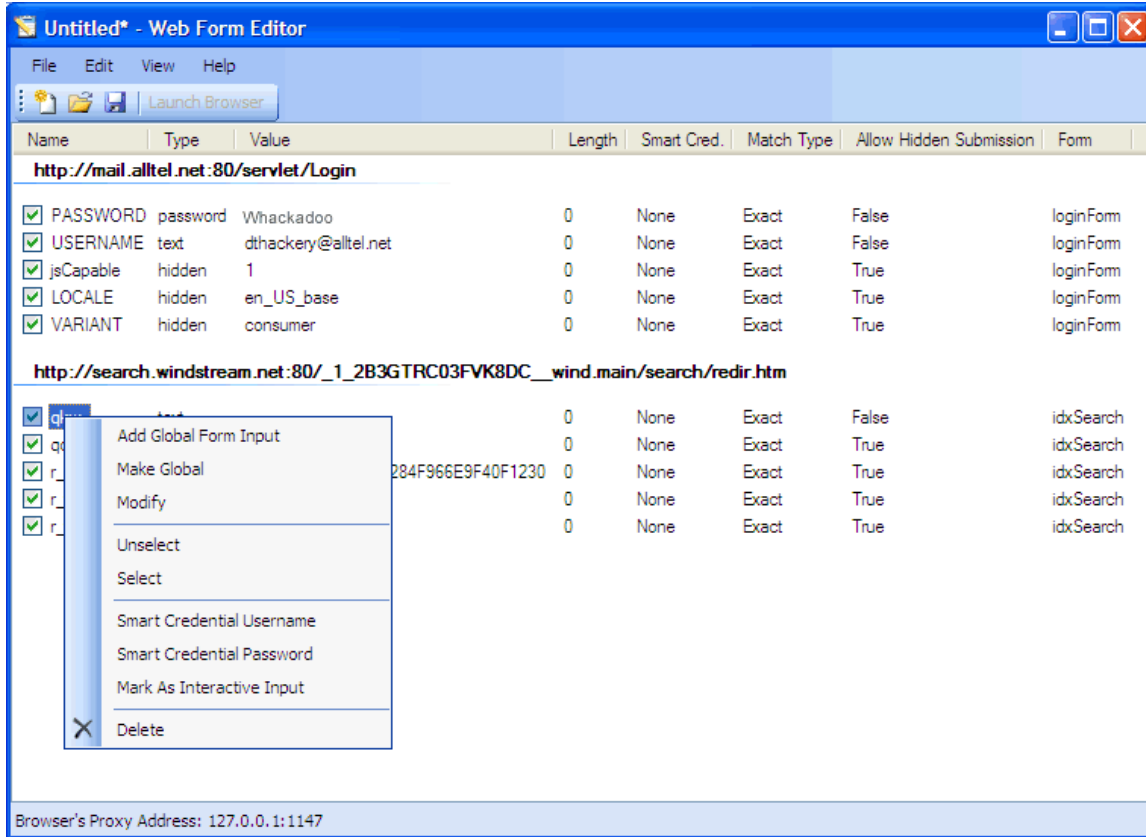 Untitled* - Web Form Editor
File Edit View Help
Launch Browser
Name Type Value Length Smart Cred. Match Type Allow Hidden Submission Form
http://mail.alltel.net:80/servlet/Login
PASSWORD password Whackadoo 0 None Exact False loginForm
USERNAME text dthackery@alltel.net 0 None Exact False loginForm
jsCapable hidden 1 0 None Exact True loginForm
LOCALE hidden en_US_base 0 None Exact True loginForm
VARIANT hidden consumer 0 None Exact True loginForm
http://search.windstream.net:80/_1_2B3GTRC03FVK8DC__wind.main/search/redir.htm
0 None Exact False idxSearch
0 None Exact True idxSearch
r_ 284F966E9F40F1230 0 None Exact True idxSearch
r_ 0 None Exact True idxSearch
r_ 0 None Exact True idxSearch
Add Global Form Input
Make Global
Modify
Unselect
Select
Smart Credential Username
Smart Credential Password
Mark As Interactive Input
Delete
Browser's Proxy Address: 127.0.0.1:1147